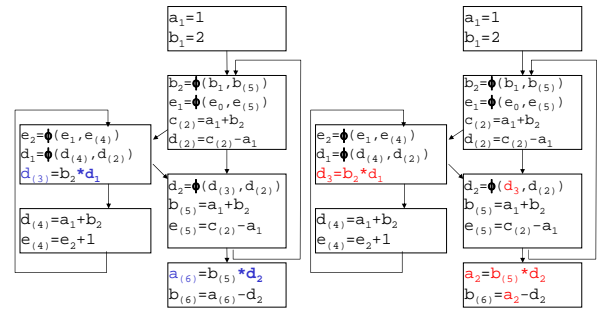 a₁=1
b₁=2
b₂=ϕ(b₁,b₍₅₎)
e₁=ϕ(e₀,e₍₅₎)
c₍₂₎=a₁+b₂
d₍₂₎=c₍₂₎-a₁
e₂=ϕ(e₁,e₍₄₎)
d₁=ϕ(d₍₄₎,d₍₂₎)
d₍₃₎=b₂*d₁
d₂=ϕ(d₍₃₎,d₍₂₎)
b₍₅₎=a₁+b₂
e₍₅₎=c₍₂₎-a₁
d₍₄₎=a₁+b₂
e₍₄₎=e₂+1
a₍₆₎=b₍₅₎*d₂
b₍₆₎=a₍₆₎-d₂
a₁=1
b₁=2
b₂=ϕ(b₁,b₍₅₎)
e₁=ϕ(e₀,e₍₅₎)
c₍₂₎=a₁+b₂
d₍₂₎=c₍₂₎-a₁
e₂=ϕ(e₁,e₍₄₎)
d₁=ϕ(d₍₄₎,d₍₂₎)
d₃=b₂*d₁
d₂=ϕ(d₃,d₍₂₎)
b₍₅₎=a₁+b₂
e₍₅₎=c₍₂₎-a₁
d₍₄₎=a₁+b₂
e₍₄₎=e₂+1
a₂=b₍₅₎*d₂
b₍₆₎=a₂-d₂